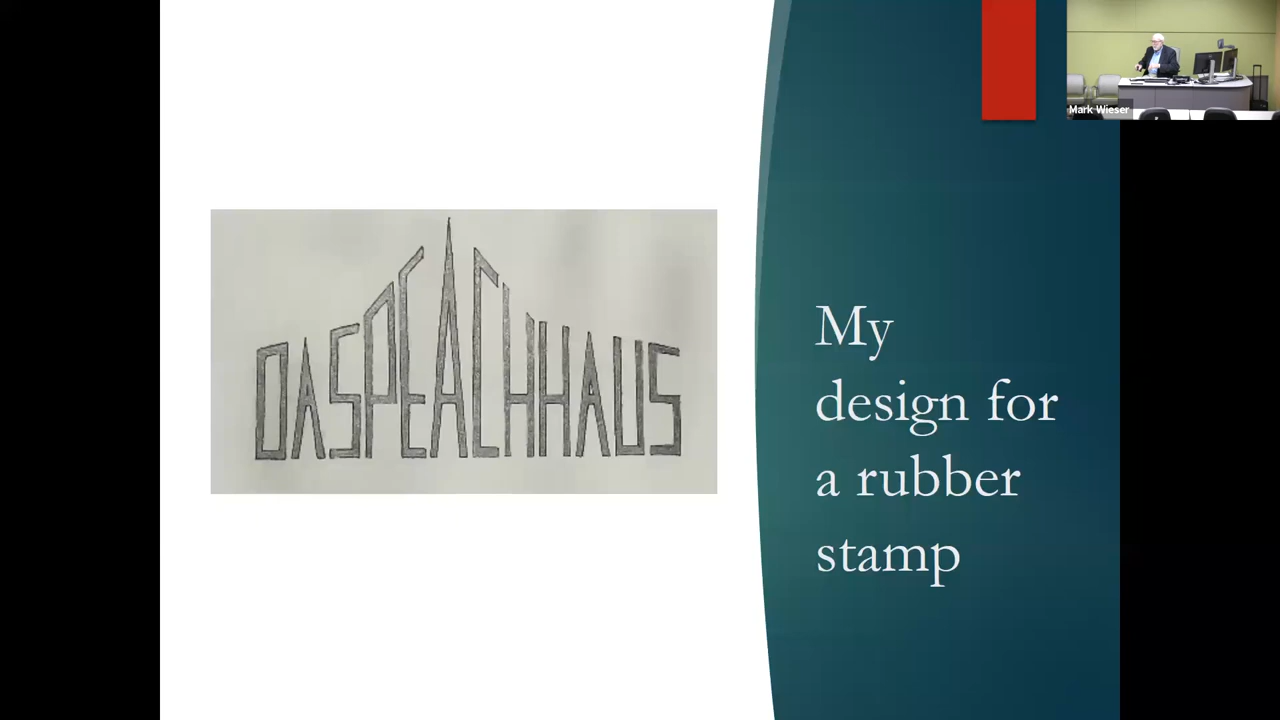 DASPEACHHAUS
My
design for
a rubber
stamp
Mark Wieser